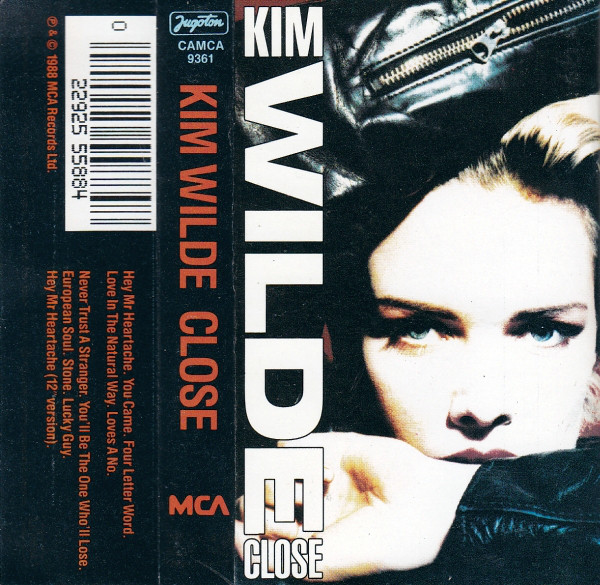 0
22925 55884
℗ & © 1988 MCA Records Ltd.
Hey Mr Heartache. You Came. Four Letter Word.
Love In The Natural Way. Loves A No.
Never Trust A Stranger. You'll Be The One Who'll Lose.
European Soul. Stone. Lucky Guy.
Hey Mr Heartache (12" version).
Jugoton
CAMCA
9361
KIM WILDE CLOSE
MCA
KIM
WILDE
CLOSE